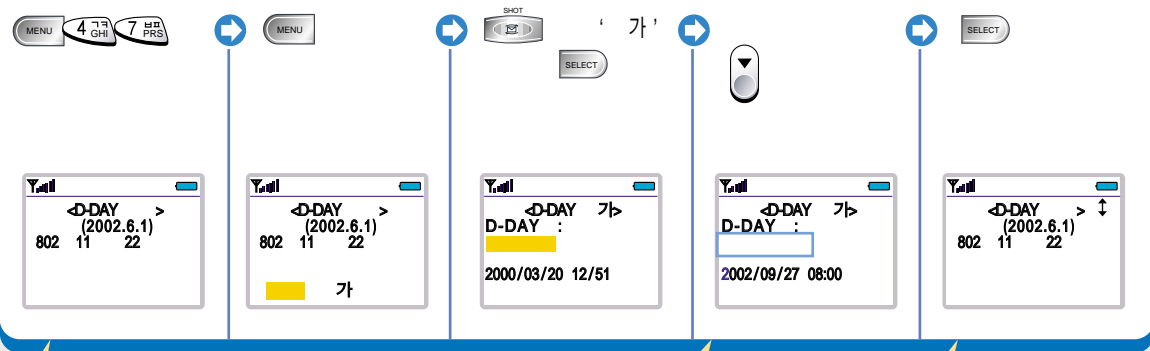 MENU 4 ㄱㅋ GHI 7 ㅂㅍ PRS
MENU
SHOT
‘ 가 ’
SELECT
SELECT
<D-DAY >
(2002.6.1)
802 11 22
<D-DAY >
(2002.6.1)
802 11 22
가
<D-DAY 가>
D-DAY :
2000/03/20 12/51
<D-DAY 가>
D-DAY :
2002/09/27 08:00
<D-DAY > ↕
(2002.6.1)
802 11 22